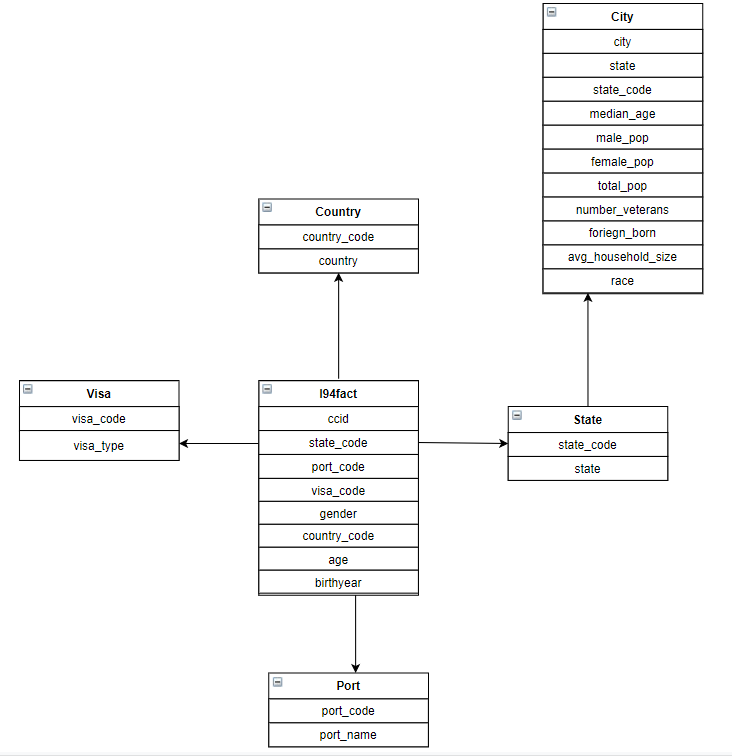 City
city
state
state_code
median_age
male_pop
female_pop
total_pop
number_veterans
foriegn_born
avg_household_size
race
Country
country_code
country
Visa
visa_code
visa_type
I94fact
ccid
state_code
port_code
visa_code
gender
country_code
age
birthyear
State
state_code
state
Port
port_code
port_name